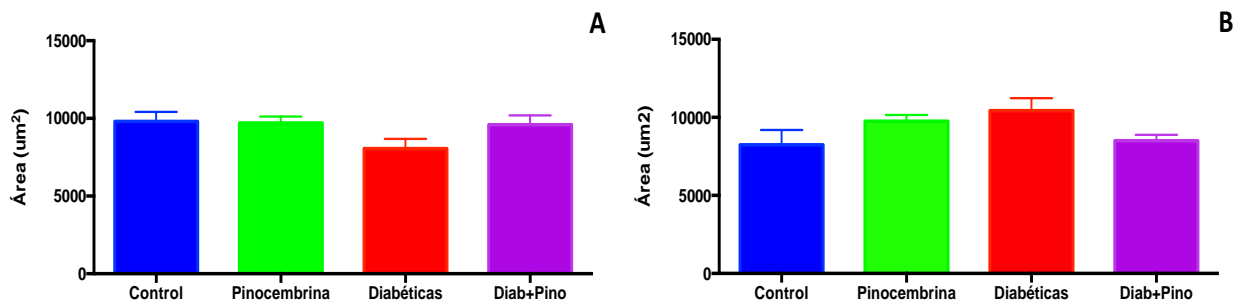 A
15000
10000
5000
0
Área (um²)
Control Pinocembrina Diabéticas Diab+Pino
B
15000
10000
5000
0
Área (um2)
Control Pinocembrina Diabéticas Diab+Pino